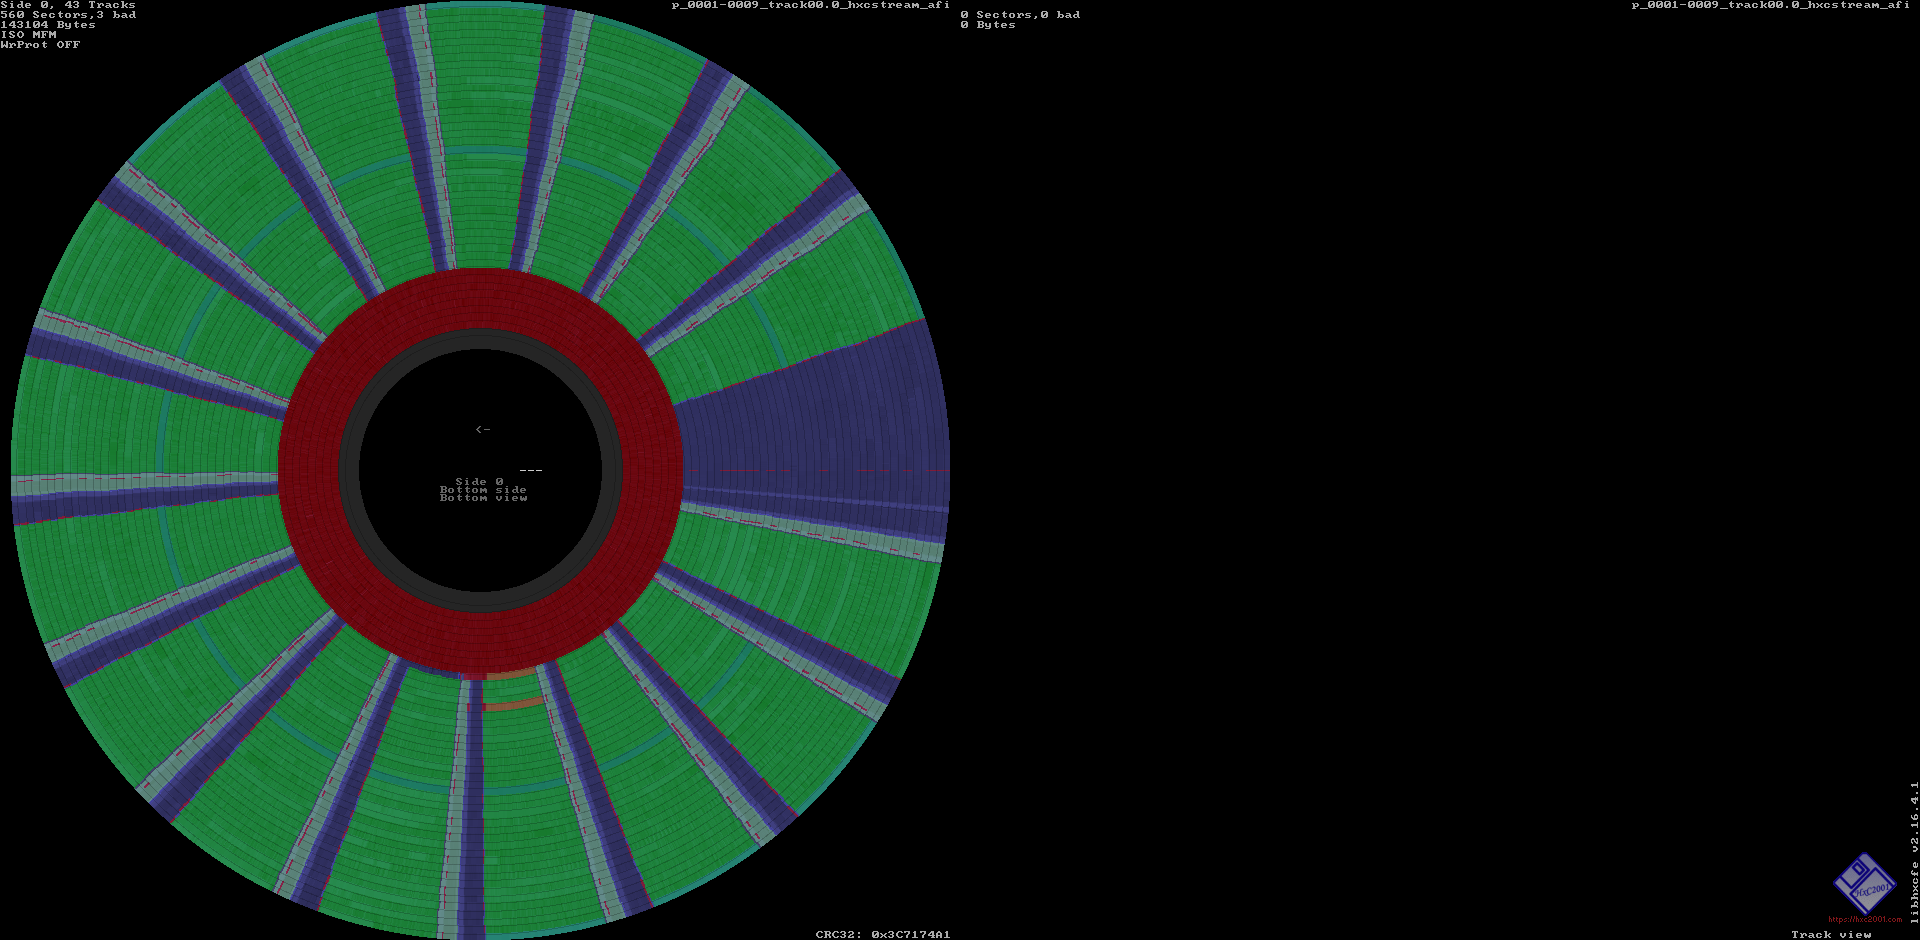 Side 0, 43 Tracks
560 Sectors,3 bad
143104 Bytes
ISO MFM
WrProt OFF
p_0001-0009_track00.0_hxcstream_afi
0 Sectors,0 bad
0 Bytes
p_0001-0009_track00.0_hxcstream_afi
<-
---
Side 0
Bottom side
Bottom view
CRC32: 0x3C7174A1
libhxcfe v2.16.4.1
HxC2001
https://hxc2001.com
Track view